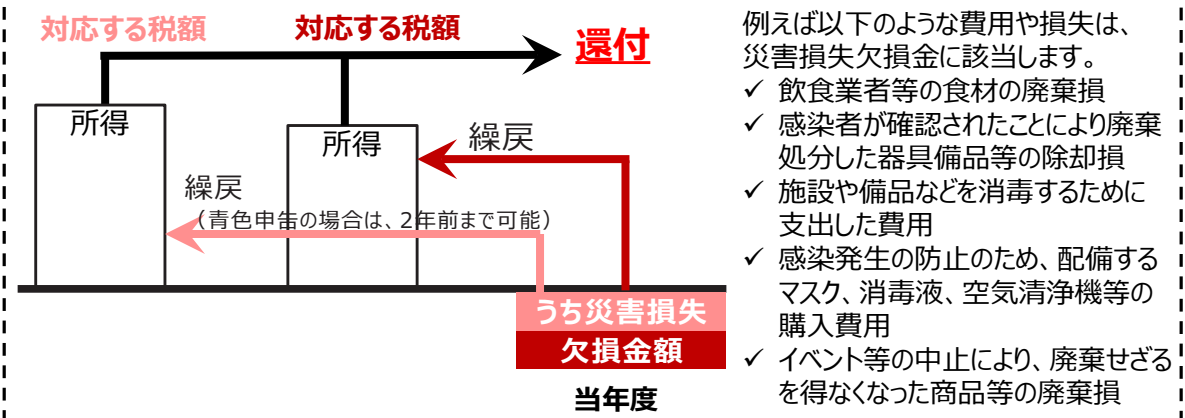 対応する税額
対応する税額
還付
所得
所得
繰戻
繰戻
（青色申告の場合は、2年前まで可能）
うち災害損失
欠損金額
当年度
例えば以下のような費用や損失は、
災害損失欠損金に該当します。
✓ 飲食業者等の食材の廃棄損
✓ 感染者が確認されたことにより廃棄
処分した器具備品等の除却損
✓ 施設や備品などを消毒するために
支出した費用
✓ 感染発生の防止のため、配備する
マスク、消毒液、空気清浄機等の
購入費用
✓ イベント等の中止により、廃棄せざる
を得なくなった商品等の廃棄損